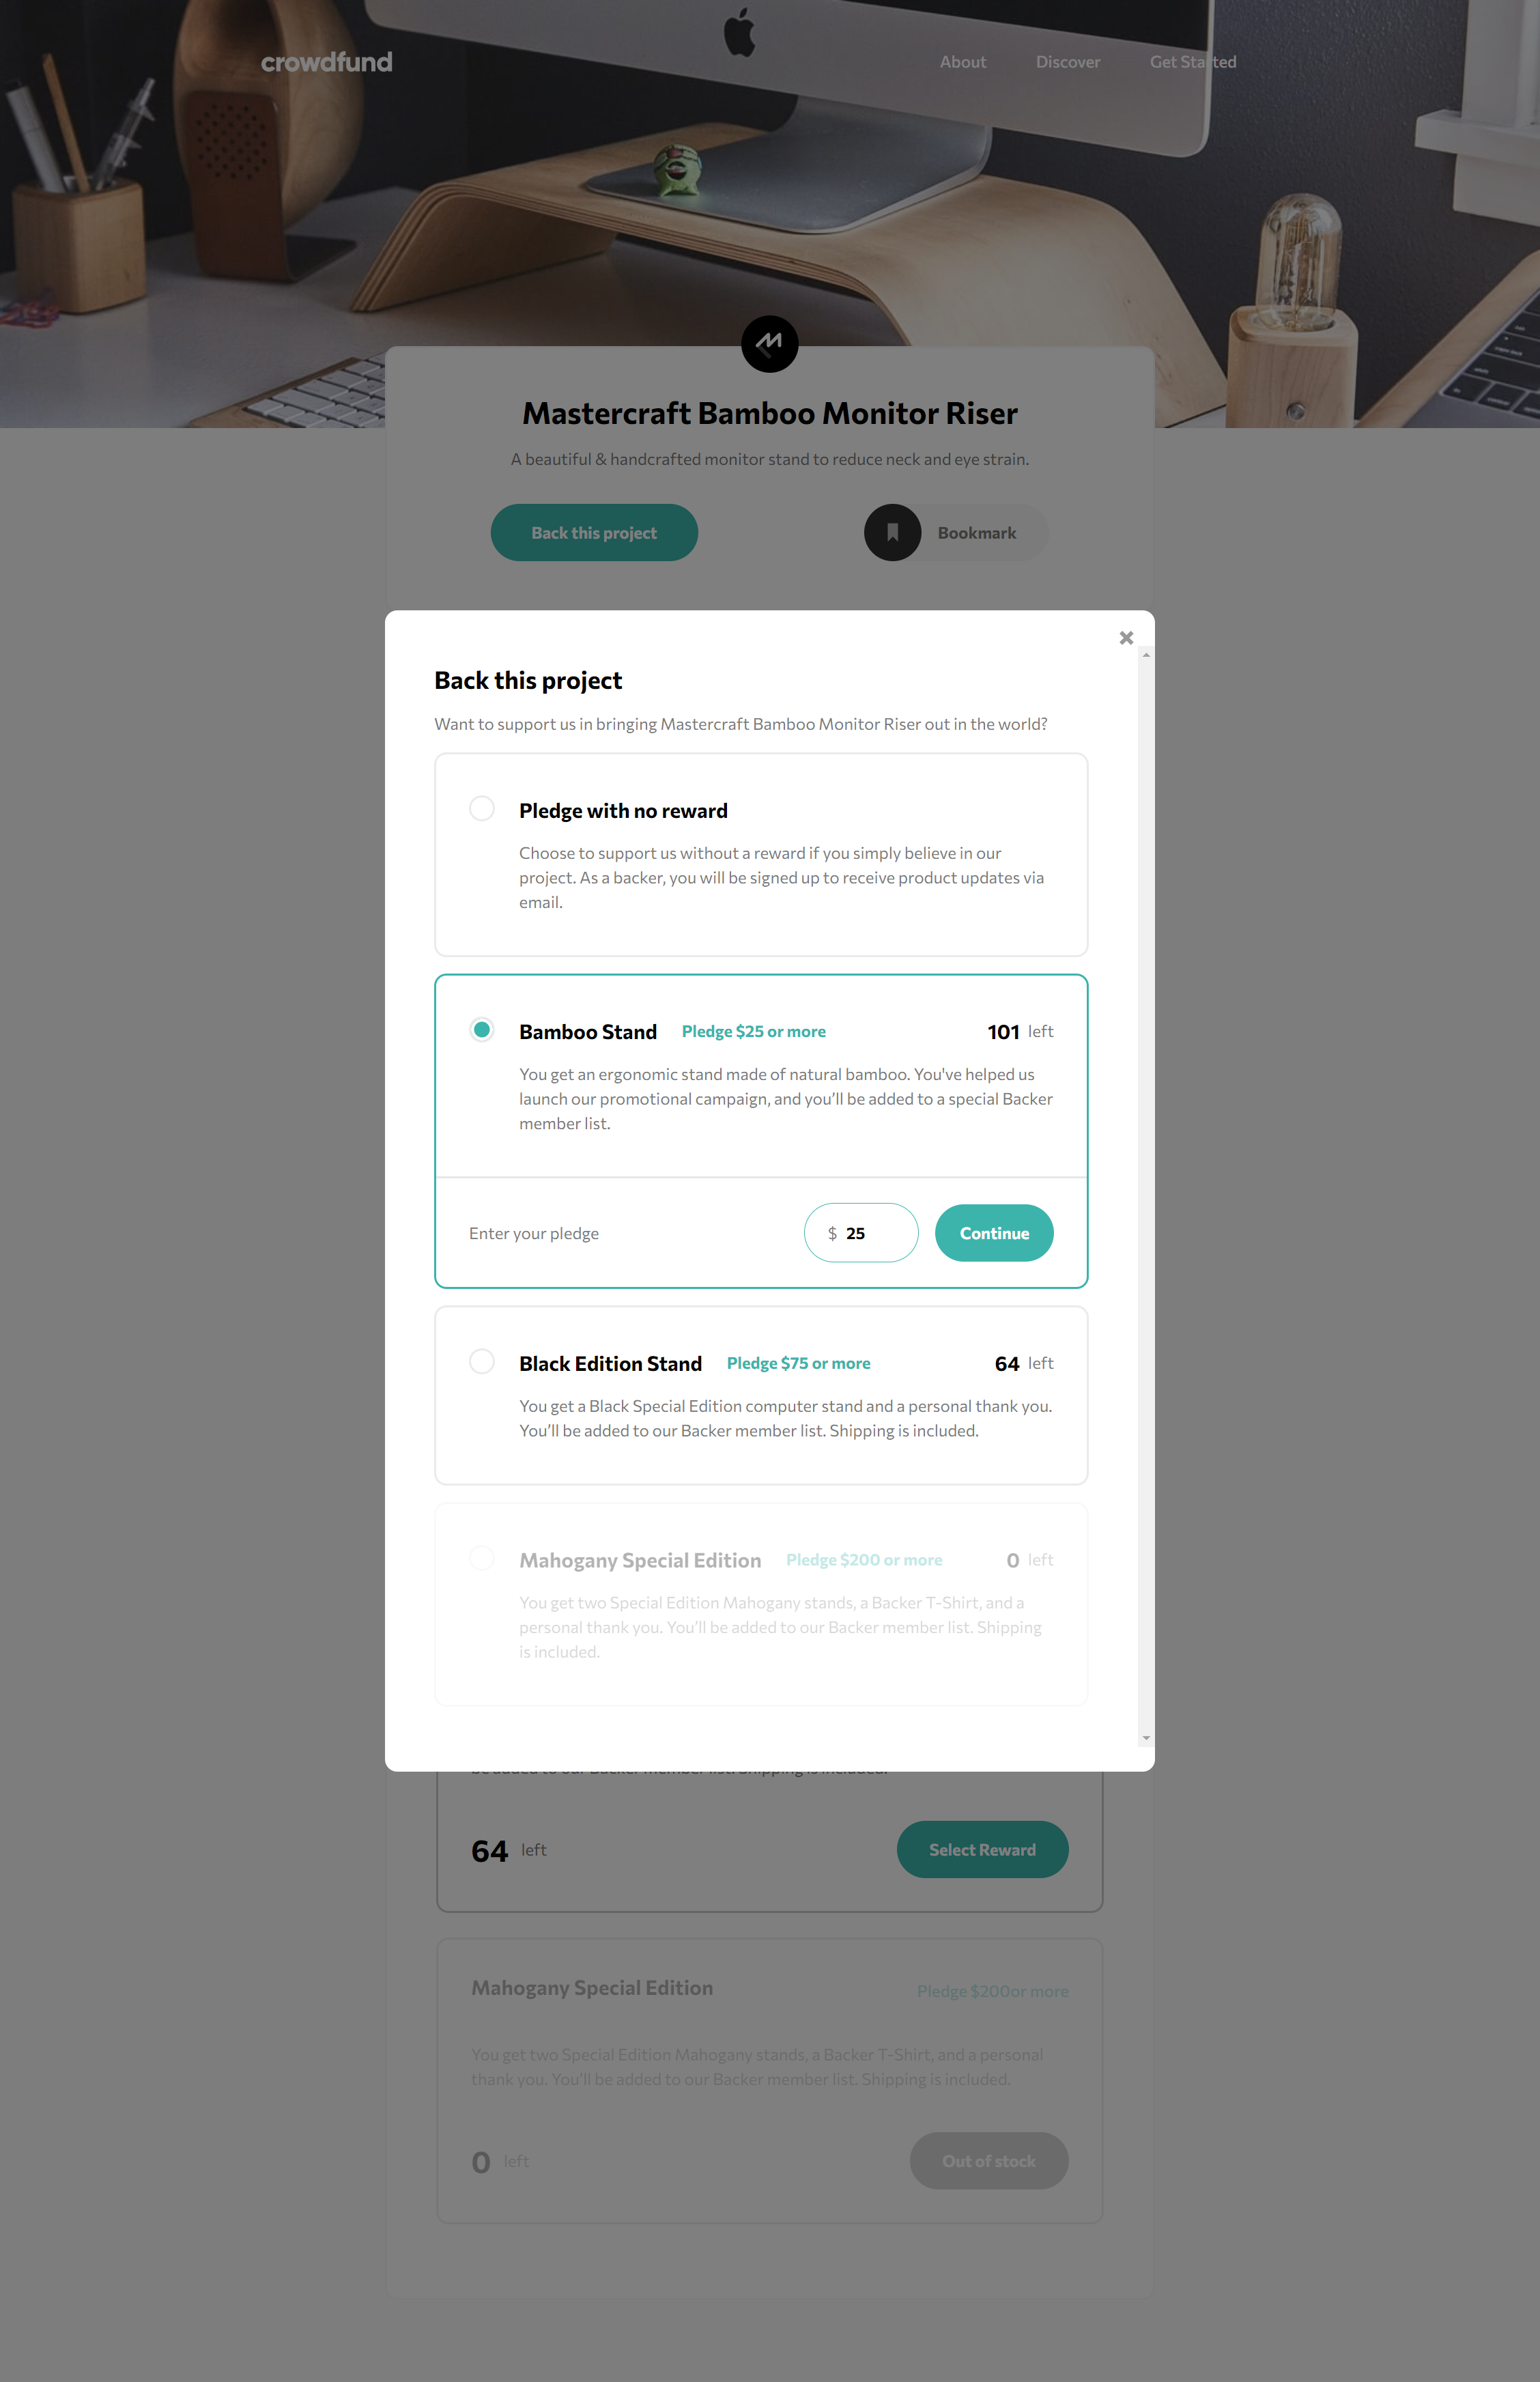 crowdfund
About
Discover
Get Started
Mastercraft Bamboo Monitor Riser
A beautiful & handcrafted monitor stand to reduce neck and eye strain.
Back this project
Bookmark
Back this project
Want to support us in bringing Mastercraft Bamboo Monitor Riser out in the world?
Pledge with no reward
Choose to support us without a reward if you simply believe in our
project. As a backer, you will be signed up to receive product updates via
email.
Bamboo Stand
Pledge $25 or more
101 left
You get an ergonomic stand made of natural bamboo. You've helped us
launch our promotional campaign, and you’ll be added to a special Backer
member list.
Enter your pledge
$ 25
Continue
Black Edition Stand
Pledge $75 or more
64 left
You get a Black Special Edition computer stand and a personal thank you.
You’ll be added to our Backer member list. Shipping is included.
Mahogany Special Edition
Pledge $200 or more
0 left
You get two Special Edition Mahogany stands, a Backer T-Shirt, and a
personal thank you. You’ll be added to our Backer member list. Shipping
is included.
be added to our Backer member list. Shipping is included.
64 left
Select Reward
Mahogany Special Edition
Pledge $200or more
You get two Special Edition Mahogany stands, a Backer T-Shirt, and a personal
thank you. You’ll be added to our Backer member list. Shipping is included.
0 left
Out of stock